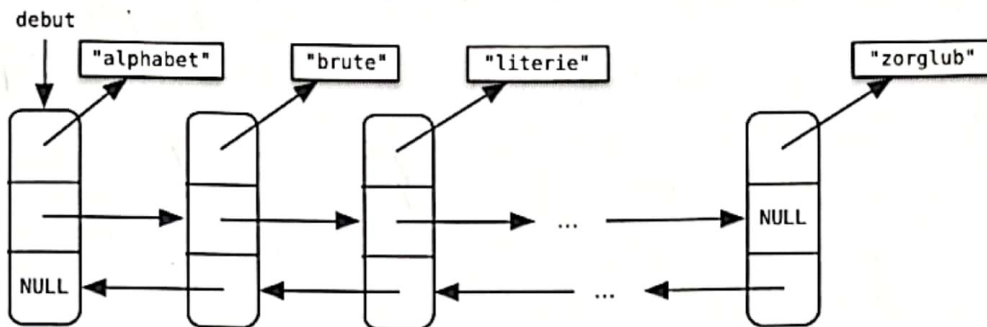 debut
"alphabet"
"brute"
"literie"
"zorglub"
...
NULL
NULL
...